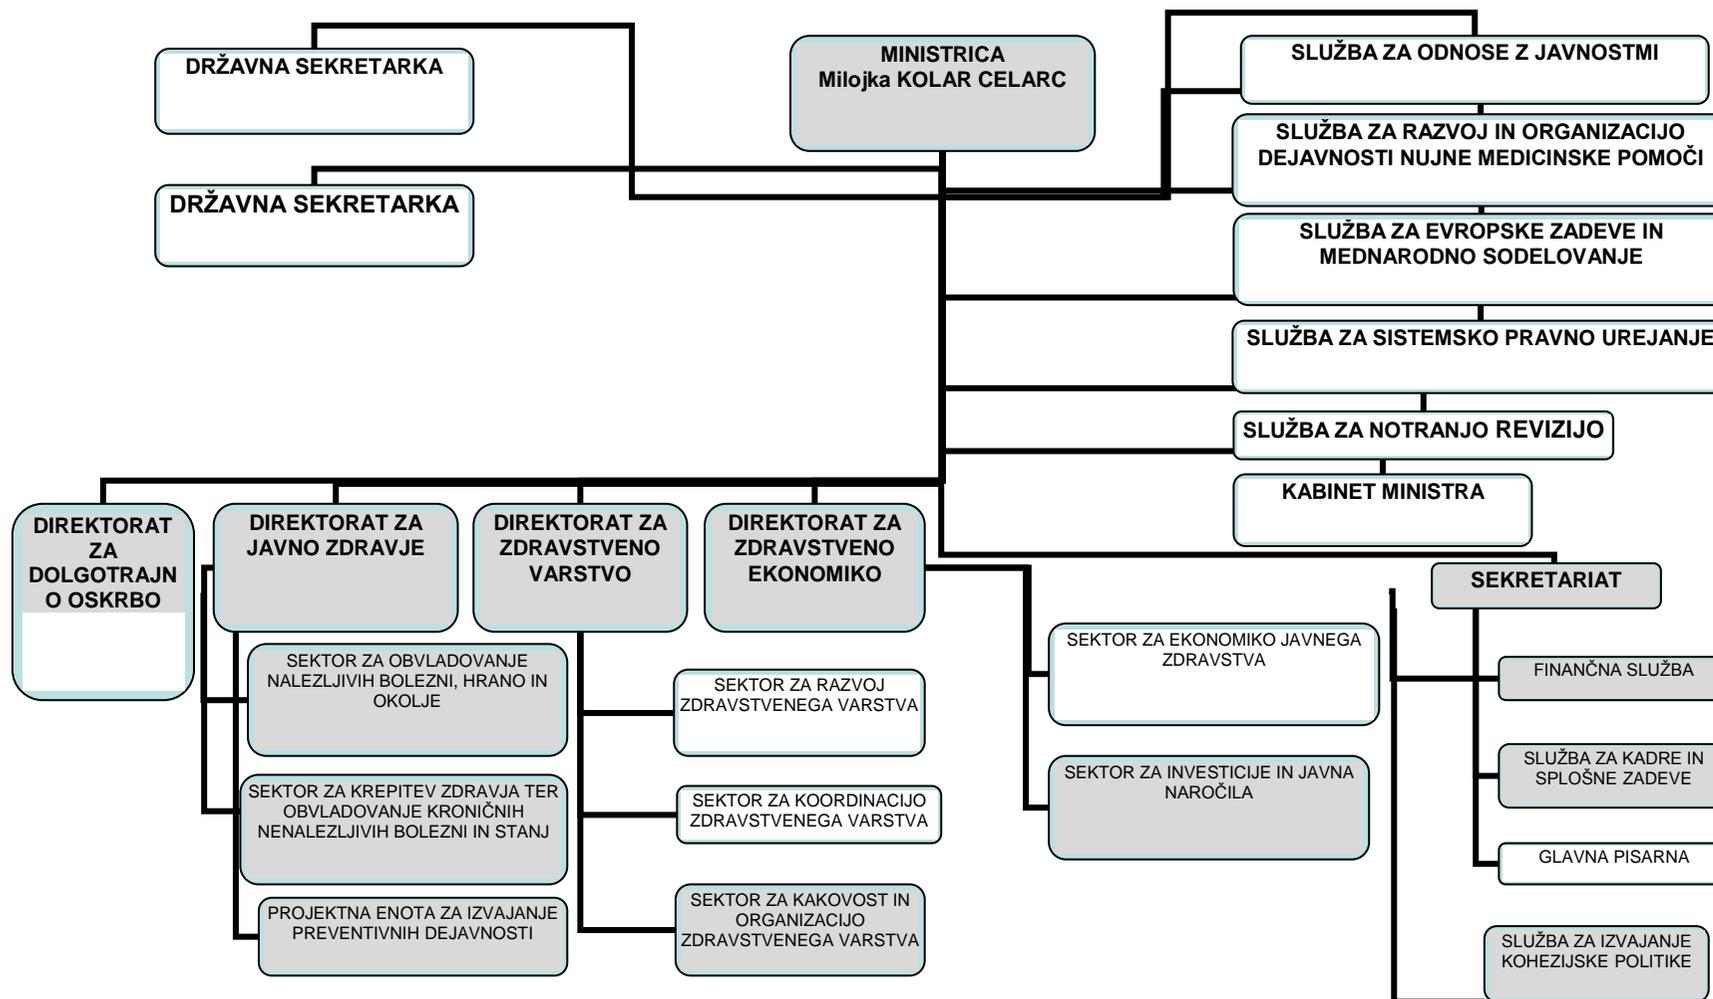 DRŽAVNA SEKRETARKA
MINISTRICA
Milojka KOLAR CELARC
SLUŽBA ZA ODNOSE Z JAVNOSTMI
SLUŽBA ZA RAZVOJ IN ORGANIZACIJO
DEJAVNOSTI NUJNE MEDICINSKE POMOČI
DRŽAVNA SEKRETARKA
SLUŽBA ZA EVROPSKE ZADEVE IN
MEDNARODNO SODELOVANJE
SLUŽBA ZA SISTEMSKO PRAVNO UREJANJE
SLUŽBA ZA NOTRANJO REVIZIJO
KABINET MINISTRA
DIREKTORAT
ZA
DOLGOTRAJN
O OSKRBO
DIREKTORAT ZA
JAVNO ZDRAVJE
DIREKTORAT ZA
ZDRAVSTVENO
VARSTVO
DIREKTORAT ZA
ZDRAVSTVENO
EKONOMIKO
SEKRETARIAT
SEKTOR ZA OBVLADOVANJE
NALEZLJIVIH BOLEZNI, HRANO IN
OKOLJE
SEKTOR ZA KREPITEV ZDRAVJA TER
OBVLADOVANJE KRONIČNIH
NENALEZLJIVIH BOLEZNI IN STANJ
PROJEKTNA ENOTA ZA IZVAJANJE
PREVENTIVNIH DEJAVNOSTI
SEKTOR ZA RAZVOJ
ZDRAVSTVENEGA VARSTVA
SEKTOR ZA KOORDINACIJO
ZDRAVSTVENEGA VARSTVA
SEKTOR ZA KAKOVOST IN
ORGANIZACIJO
ZDRAVSTVENEGA VARSTVA
SEKTOR ZA EKONOMIKO JAVNEGA
ZDRAVSTVA
SEKTOR ZA INVESTICIJE IN JAVNA
NAROČILA
FINANČNA SLUŽBA
SLUŽBA ZA KADRE IN
SPLOŠNE ZADEVE
GLAVNA PISARNA
SLUŽBA ZA IZVAJANJE
KOHEZIJSKE POLITIKE